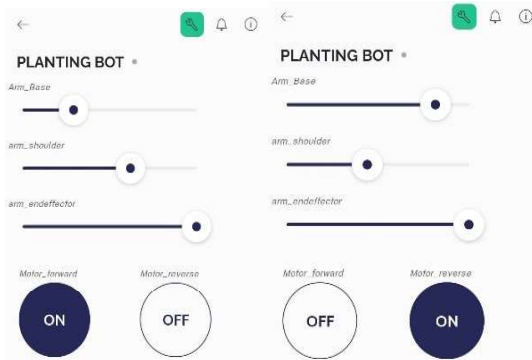 PLANTING BOT
Arm_Base
arm_shoulder
arm_endeffector
Motor_forward Motor_reverse
ON OFF
PLANTING BOT
Arm_Base
arm_shoulder
arm_endeffector
Motor_forward Motor_reverse
OFF ON